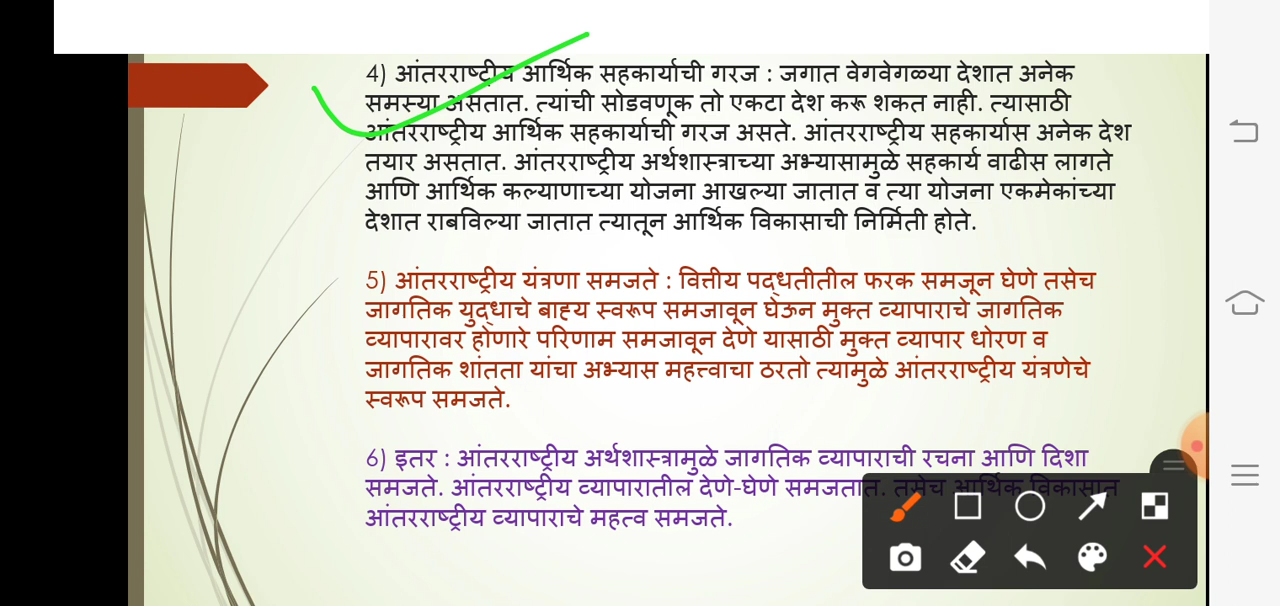 4) आंतरराष्ट्रीय आर्थिक सहकार्याची गरज : जगात वेगवेगळ्या देशात अनेक
समस्या असतात. त्यांची सोडवणूक तो एकटा देश करू शकत नाही. त्यासाठी
आंतरराष्ट्रीय आर्थिक सहकार्याची गरज असते. आंतरराष्ट्रीय सहकार्यास अनेक देश
तयार असतात. आंतरराष्ट्रीय अर्थशास्त्राच्या अभ्यासामुळे सहकार्य वाढीस लागते
आणि आर्थिक कल्याणाच्या योजना आखल्या जातात व त्या योजना एकमेकांच्या
देशात राबविल्या जातात त्यातून आर्थिक विकासाची निर्मिती होते.
5) आंतरराष्ट्रीय यंत्रणा समजते : वित्तीय पद्धतीतील फरक समजून घेणे तसेच
जागतिक युद्धाचे बाह्य स्वरूप समजावून घेऊन मुक्त व्यापाराचे जागतिक
व्यापारावर होणारे परिणाम समजावून देणे यासाठी मुक्त व्यापार धोरण व
जागतिक शांतता यांचा अभ्यास महत्त्वाचा ठरतो त्यामुळे आंतरराष्ट्रीय यंत्रणेचे
स्वरूप समजते.
6) इतर : आंतरराष्ट्रीय अर्थशास्त्रामुळे जागतिक व्यापाराची रचना आणि दिशा
समजते. आंतरराष्ट्रीय व्यापारातील देणे-घेणे समजतात. तसेच आर्थिक विकासात
आंतरराष्ट्रीय व्यापाराचे महत्व समजते.